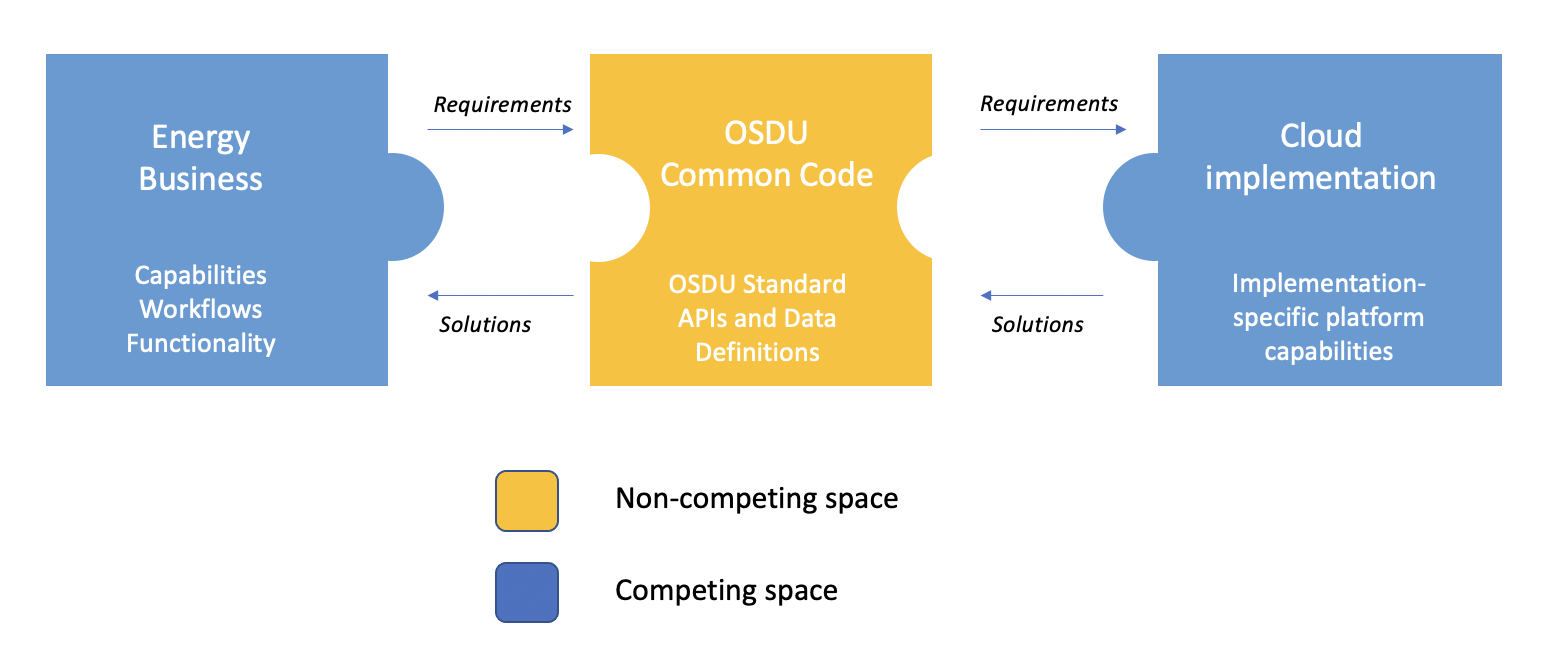 Energy
Business
Capabilities
Workflows
Functionality
Requirements
Solutions
OSDU
Common Code
OSDU Standard
APIs and Data
Definitions
Requirements
Solutions
Cloud
implementation
Implementation-
specific platform
capabilities
Non-competing space
Competing space